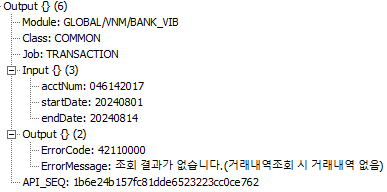 Output {} (6)
Module: GLOBAL/VNM/BANK_VIB
Class: COMMON
Job: TRANSACTION
Input {} (3)
acctNum: 046142017
startDate: 20240801
endDate: 20240814
Output {} (2)
ErrorCode: 42110000
ErrorMessage: 조회 결과가 없습니다.(거래내역조회 시 거래내역 없음)
API_SEQ: 1b6e24b157fc81dde6523223cc0ce762